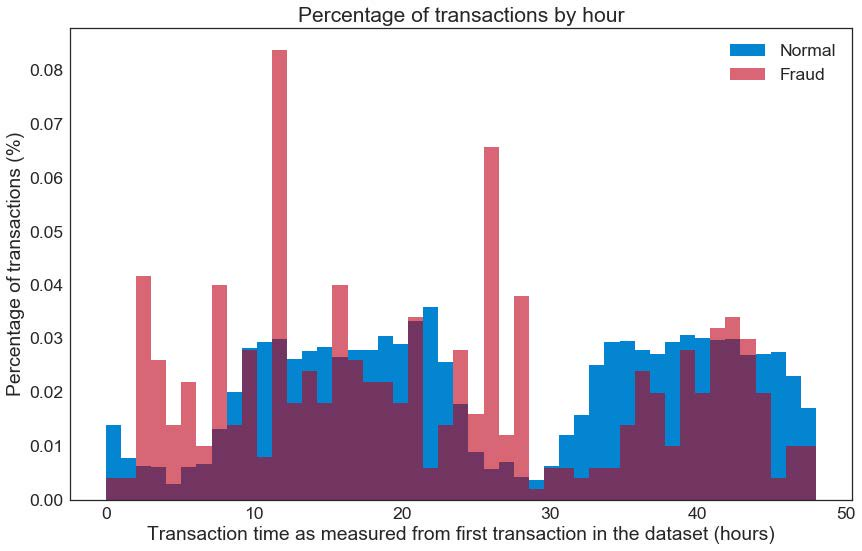 Percentage of transactions by hour
Normal
Fraud
Percentage of transactions (%)
0.08
0.07
0.06
0.05
0.04
0.03
0.02
0.01
0.00
0 10 20 30 40 50
Transaction time as measured from first transaction in the dataset (hours)